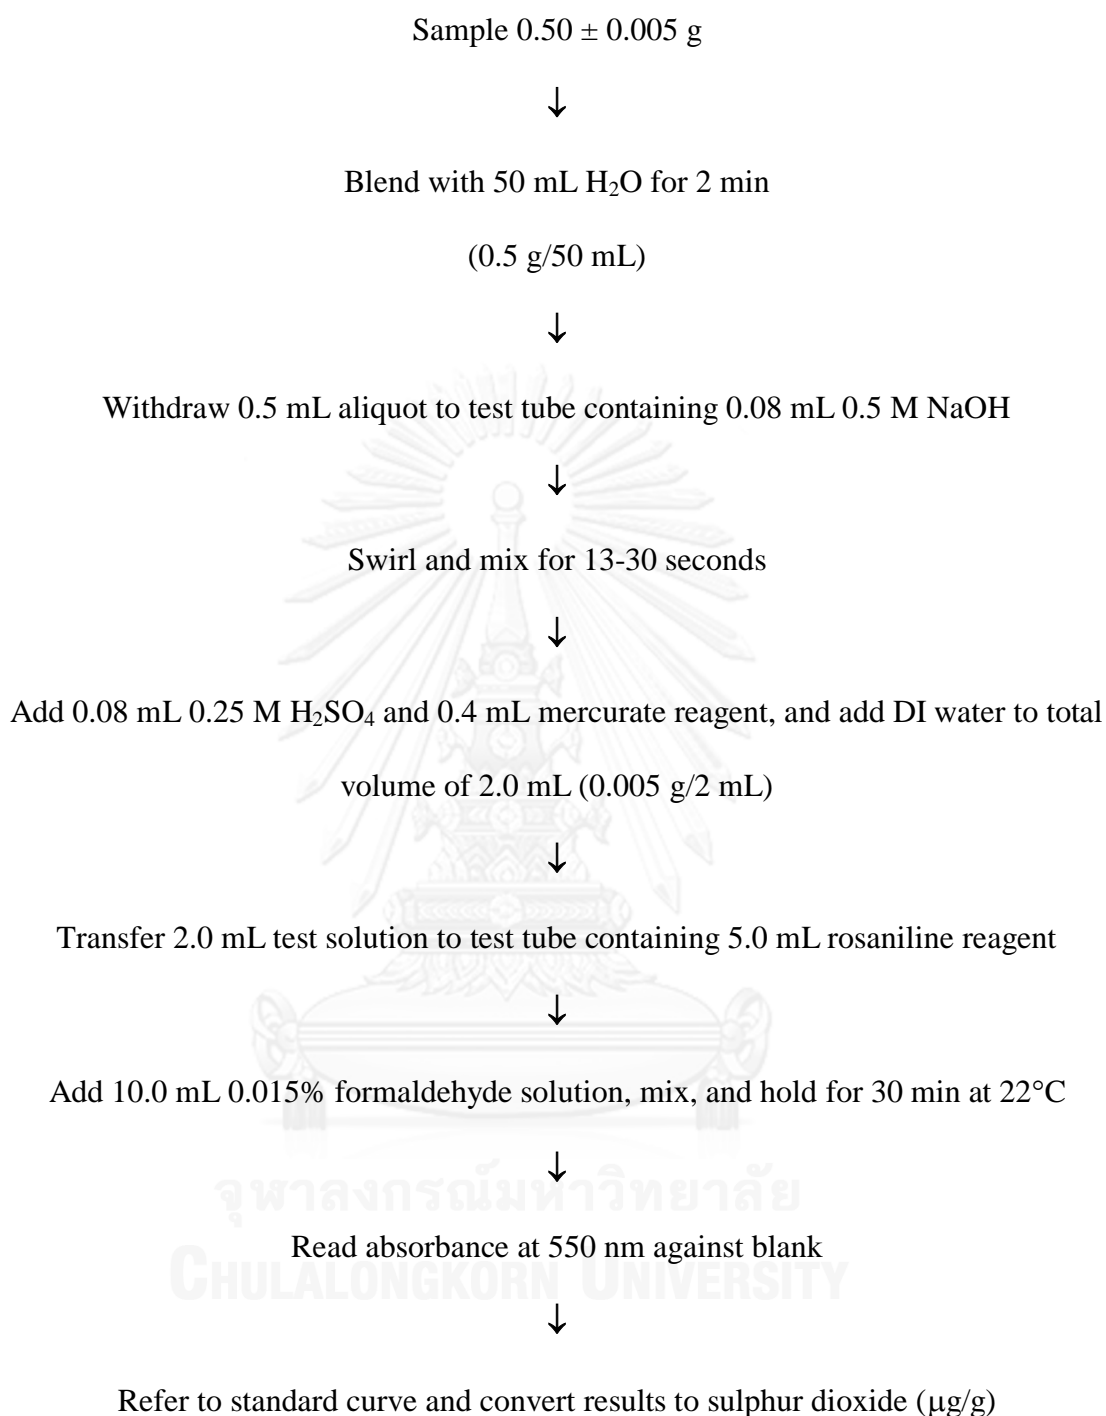 Sample 0.50 ± 0.005 g
↓
Blend with 50 mL H₂O for 2 min
(0.5 g/50 mL)
↓
Withdraw 0.5 mL aliquot to test tube containing 0.08 mL 0.5 M NaOH
↓
Swirl and mix for 13-30 seconds
↓
Add 0.08 mL 0.25 M H₂SO₄ and 0.4 mL mercurate reagent, and add DI water to total
volume of 2.0 mL (0.005 g/2 mL)
↓
Transfer 2.0 mL test solution to test tube containing 5.0 mL rosaniline reagent
↓
Add 10.0 mL 0.015% formaldehyde solution, mix, and hold for 30 min at 22°C
↓
จุฬาลงกรณ์มหาวิทยาลัย
Read absorbance at 550 nm against blank
CHULALONGKORN UNIVERSITY
↓
Refer to standard curve and convert results to sulphur dioxide (μg/g)